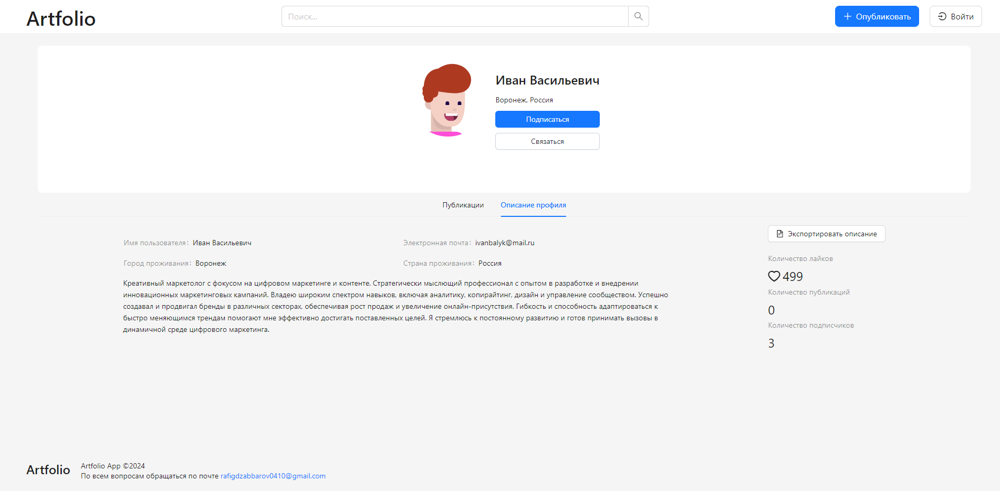 Artfolio
Поиск...
Опубликовать
Войти
Иван Васильевич
Воронеж, Россия
Подписаться
Связаться
Публикации
Описание профиля
Экспортировать описание
Имя пользователя: Иван Васильевич
Электронная почта: ivanbalyk@mail.ru
Город проживания: Воронеж
Страна проживания: Россия
Креативный маркетолог с фокусом на цифровом маркетинге и контенте. Стратегически мыслющий профессионал с опытом в разработке и внедрении
инновационных маркетинговых кампаний. Владею широким спектром навыков, включая аналитику, копирайтинг, дизайн и управление сообществом. Успешно
создавал и продвигал бренды в различных секторах, обеспечивая рост продаж и увеличение онлайн-присутствия. Гибкость и способность адаптироваться к
быстро меняющимся трендам помогают мне эффективно достигать поставленных целей. Я стремлюсь к постоянному развитию и готов принимать вызовы в
динамичной среде цифрового маркетинга.
Количество лайков
499
Количество публикаций
0
Количество подписчиков
3
Artfolio
Artfolio App ©2024
По всем вопросам обращаться по почте rafigdzabbarov0410@gmail.com